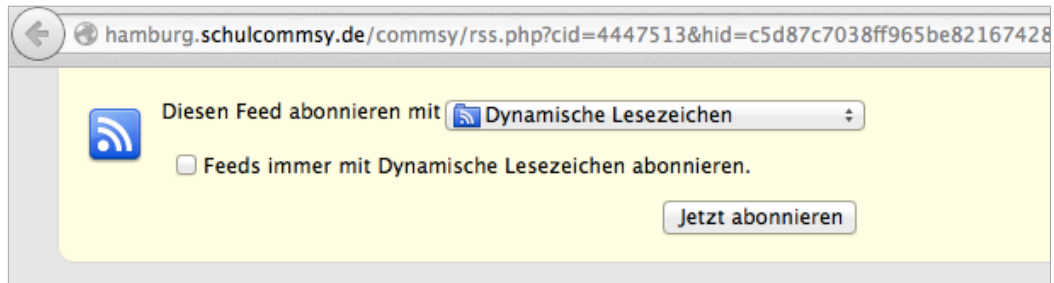 hamburg.schulcommsy.de/commsy/rss.php?cid=4447513&hid=c5d87c7038ff965be82167428
Diesen Feed abonnieren mit Dynamische Lesezeichen
Feeds immer mit Dynamische Lesezeichen abonnieren.
Jetzt abonnieren